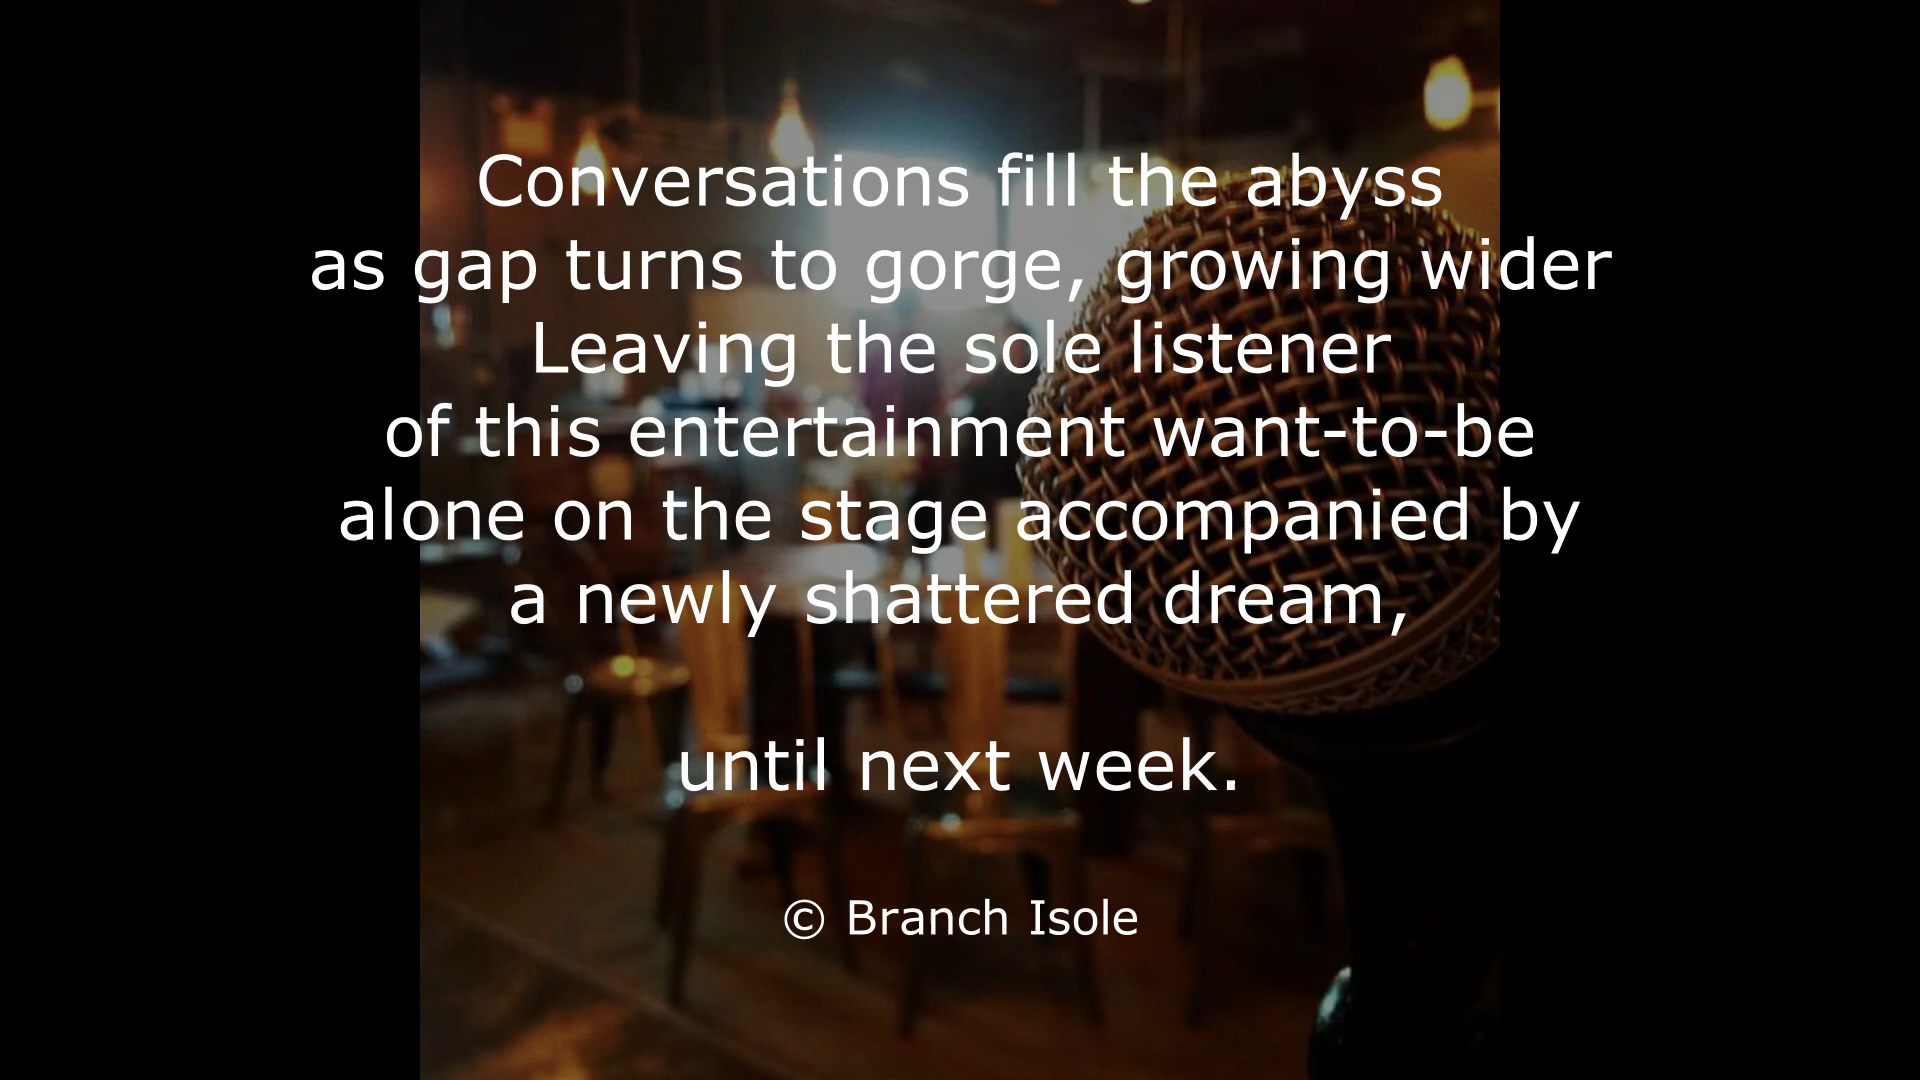 Conversations fill the abyss
as gap turns to gorge, growing wider
Leaving the sole listener
of this entertainment want-to-be
alone on the stage accompanied by
a newly shattered dream,
until next week.
© Branch Isole